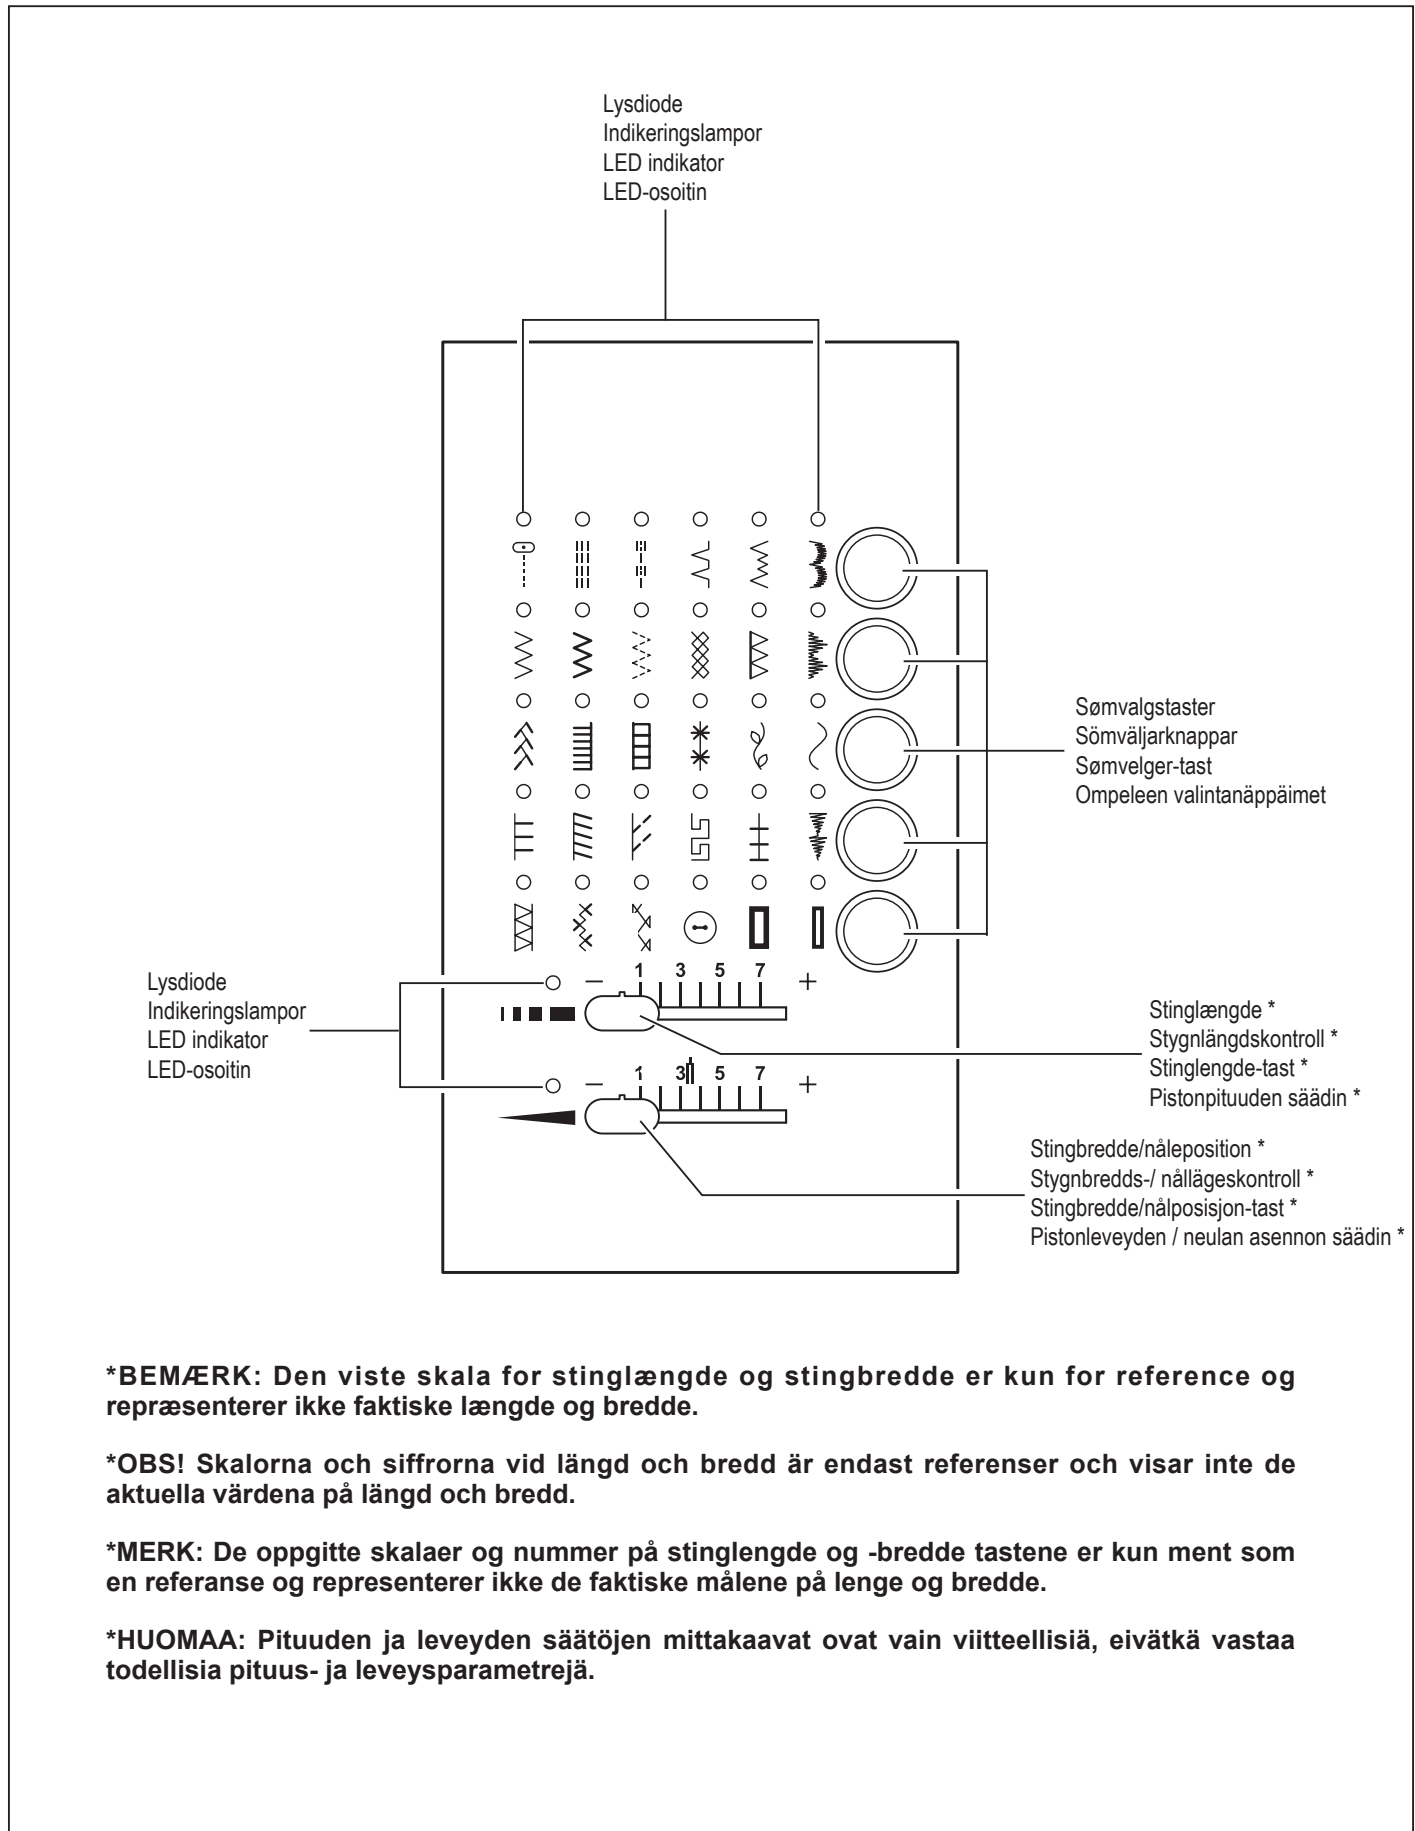 Lysdiode
Indikeringslampor
LED indikator
LED-osoitin
Sømvalgstaster
Sömväljarknappar
Sømvelger-tast
Ompeleen valintanäppäimet
Lysdiode
Indikeringslampor
LED indikator
LED-osoitin
− 1 3 5 7 +
Stinglængde *
Stygnlängdskontroll *
Stinglengde-tast *
Pistonpituuden säädin *
− 1 3 5 7 +
Stingbredde/nåleposition *
Stygnbredds-/ nållägeskontroll *
Stingbredde/nålposisjon-tast *
Pistonleveyden / neulan asennon säädin *
*BEMÆRK: Den viste skala for stinglængde og stingbredde er kun for reference og
repræsenterer ikke faktiske længde og bredde.
*OBS! Skalorna och siffrorna vid längd och bredd är endast referenser och visar inte de
aktuella värdena på längd och bredd.
*MERK: De oppgitte skalaer og nummer på stinglengde og -bredde tastene er kun ment som
en referanse og representerer ikke de faktiske målene på lenge og bredde.
*HUOMAA: Pituuden ja leveyden säätöjen mittakaavat ovat vain viitteellisiä, eivätkä vastaa
todellisia pituus- ja leveysparametrejä.